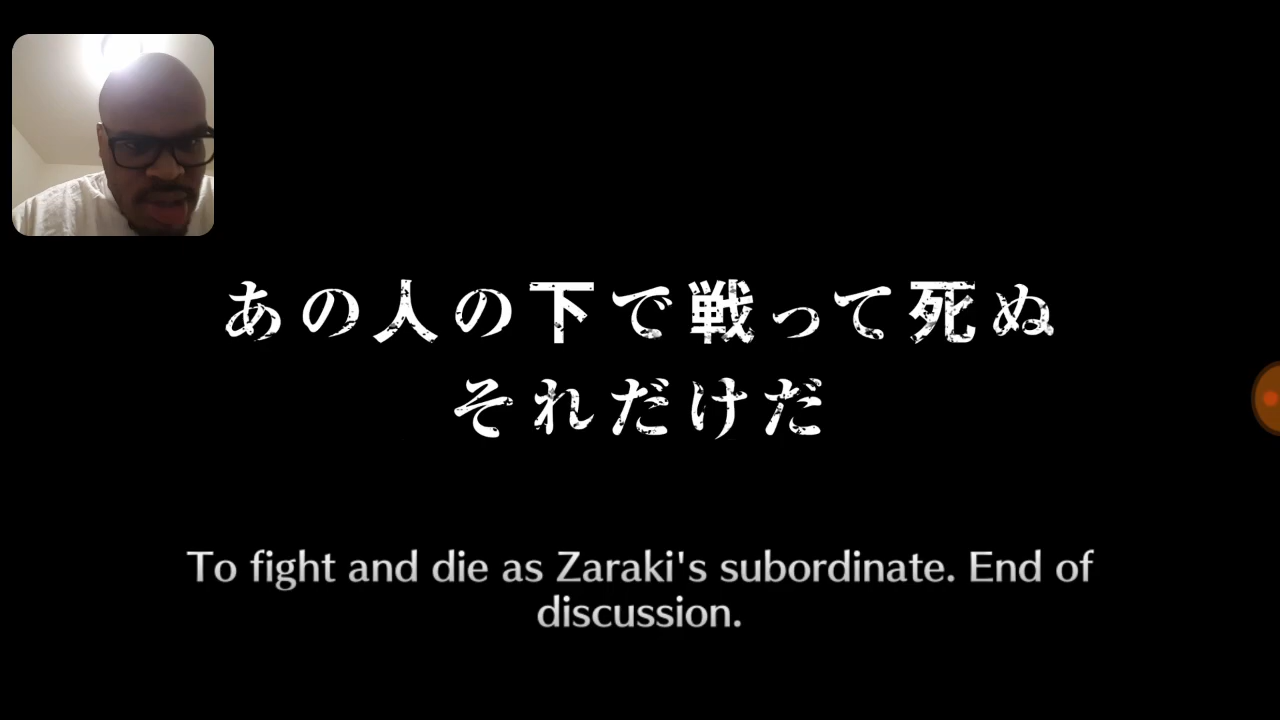 あの人の下で戦って死ぬ
それだけだ
To fight and die as Zaraki's subordinate. End of
discussion.